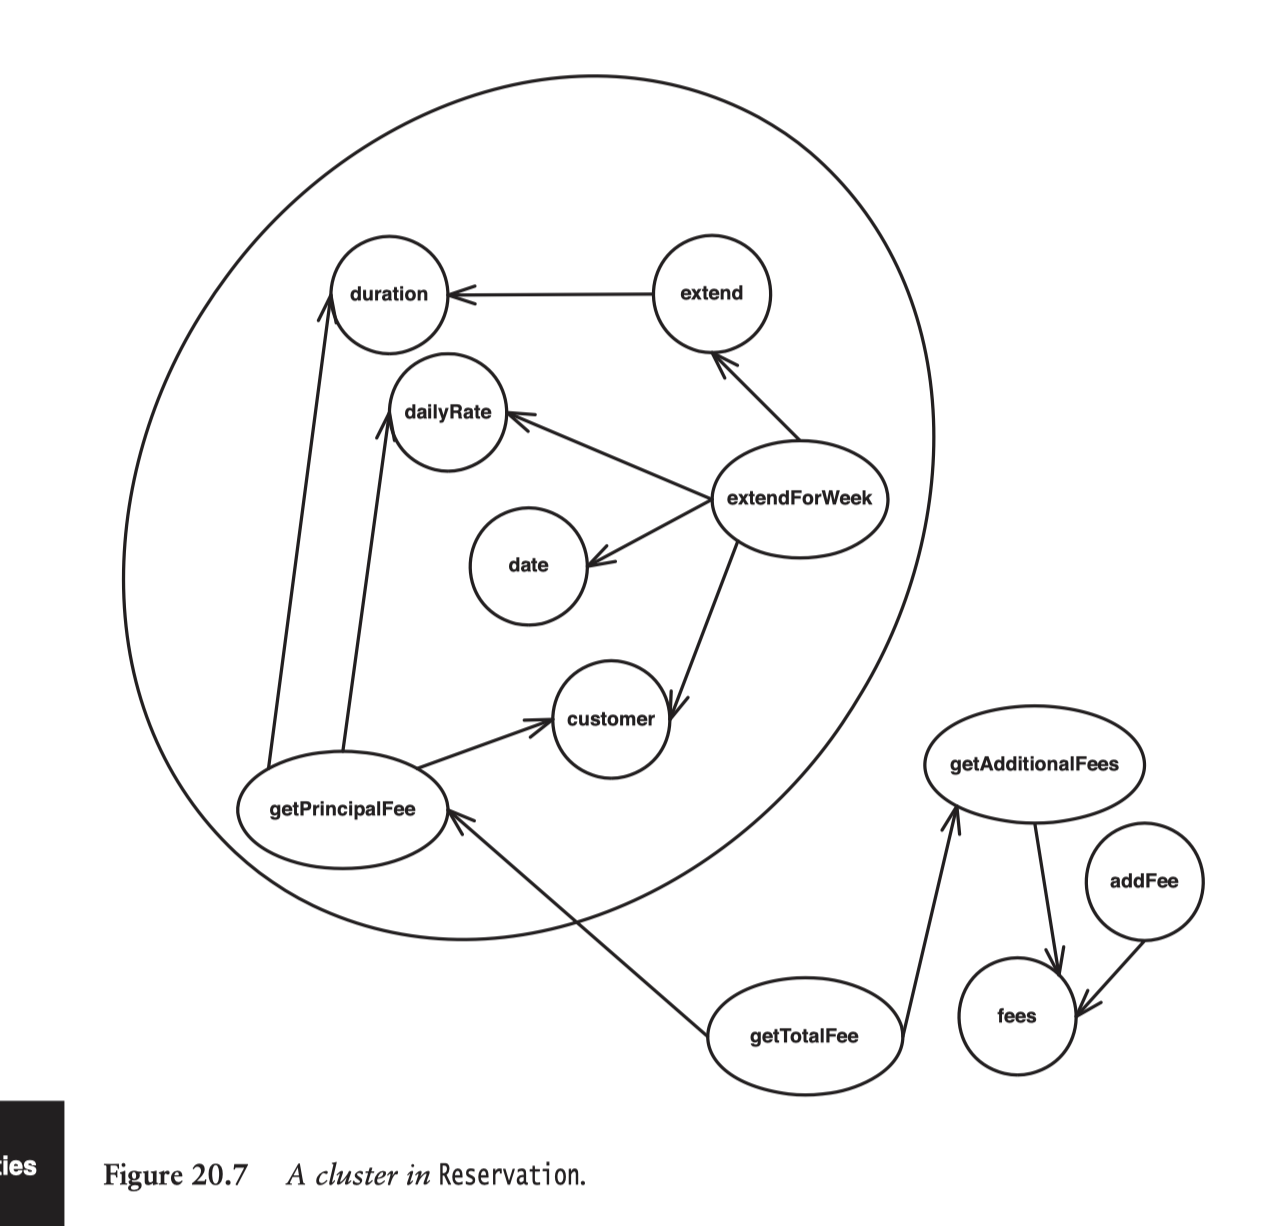 duration
extend
dailyRate
extendForWeek
date
customer
getAdditionalFees
getPrincipalFee
addFee
fees
getTotalFee
ties
Figure 20.7 A cluster in Reservation.